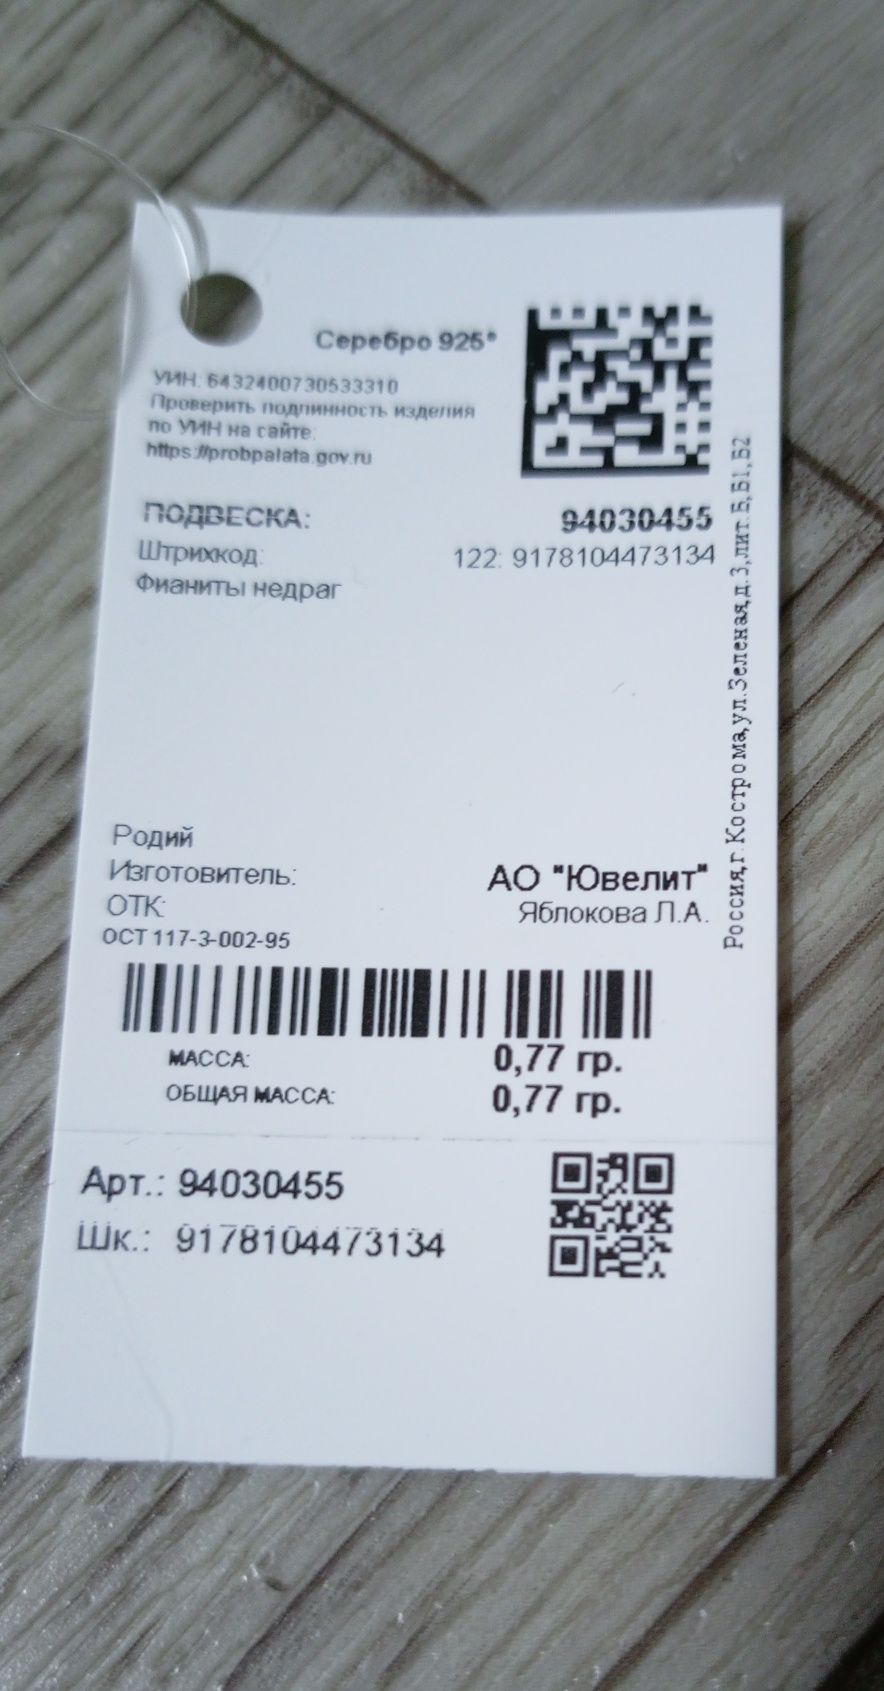 Серебро 925*
УИН: 6432400730533310
Проверить подлинность изделия
по УИН на сайте:
https://probpalata.gov.ru
ПОДВЕСКА: 94030455
Штрихкод: 122: 9178104473134
Фианиты недраг
Россия,г.Кострома,ул.Зеленая,д.3,лит.Б,Б1,Б2
Родий
Изготовитель: АО "Ювелит"
ОТК: Яблокова Л.А.
ОСТ 117-3-002-95
МАССА: 0,77 гр.
ОБЩАЯ МАССА: 0,77 гр.
Арт.: 94030455
Шк.: 9178104473134